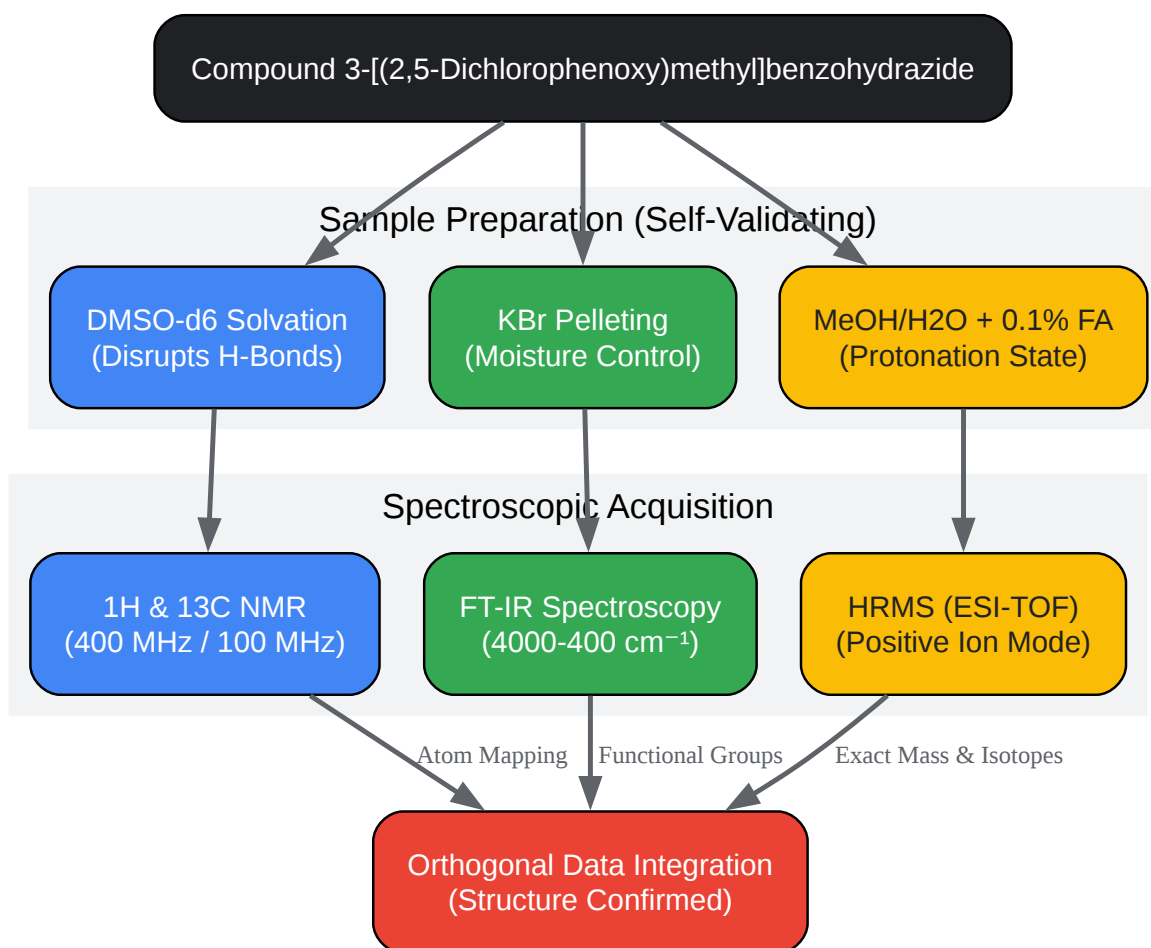 Compound 3-[(2,5-Dichlorophenoxy)methyl]benzohydrazide
Sample Preparation (Self-Validating)
DMSO-d6 Solvation
(Disrupts H-Bonds)
KBr Pelleting
(Moisture Control)
MeOH/H2O + 0.1% FA
(Protonation State)
Spectroscopic Acquisition
1H & 13C NMR
(400 MHz / 100 MHz)
FT-IR Spectroscopy
(4000-400 cm⁻¹)
HRMS (ESI-TOF)
(Positive Ion Mode)
Atom Mapping
Functional Groups
Exact Mass & Isotopes
Orthogonal Data Integration
(Structure Confirmed)